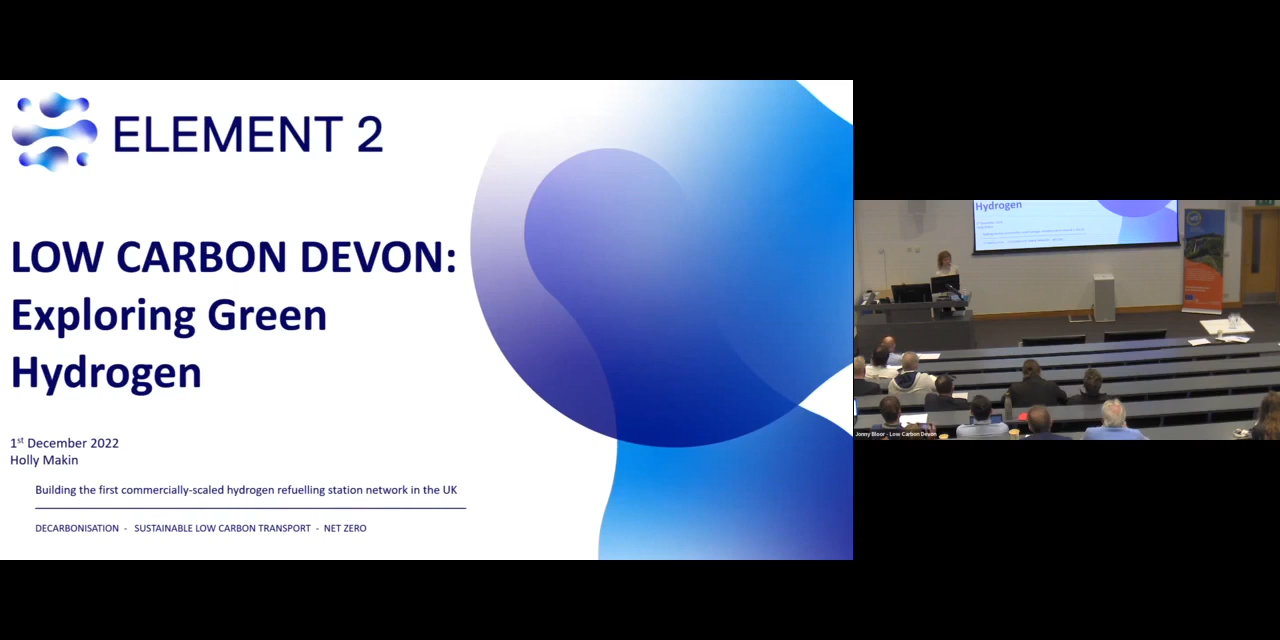 ELEMENT 2
LOW CARBON DEVON:
Exploring Green
Hydrogen
1st December 2022
Holly Makin
Building the first commercially-scaled hydrogen refuelling station network in the UK
DECARBONISATION - SUSTAINABLE LOW CARBON TRANSPORT - NET ZERO
Hydrogen
Jonny Bloor - Low Carbon Devon